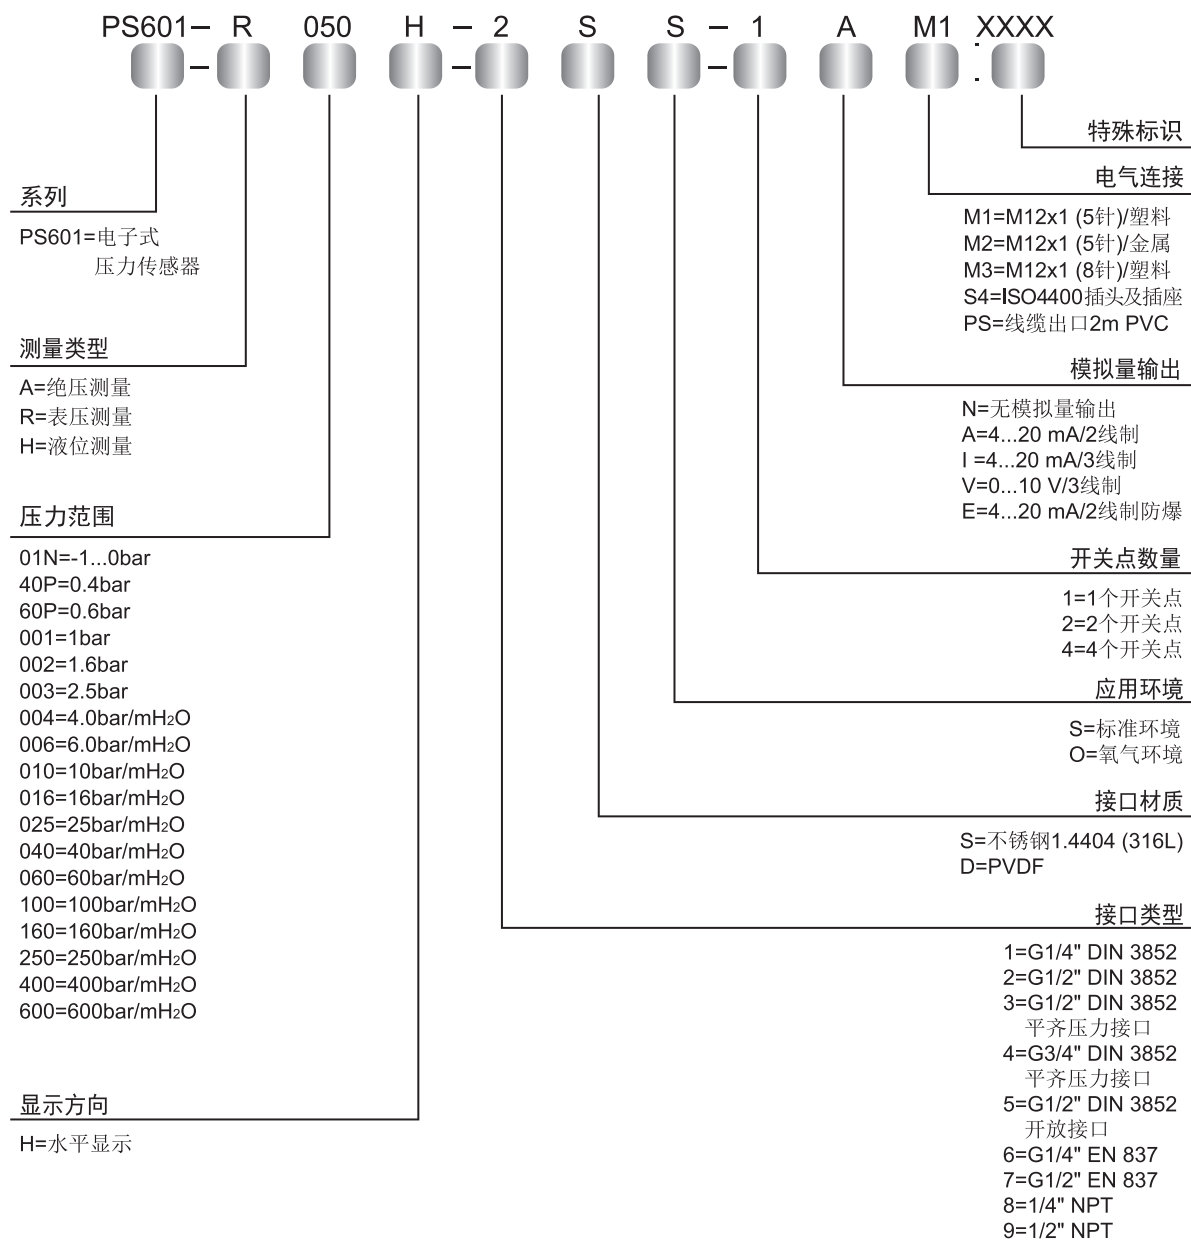 PS601– R 050 H – 2 S S – 1 A M1 XXXX
特殊标识
电气连接
M1=M12x1 (5针)/塑料
M2=M12x1 (5针)/金属
M3=M12x1 (8针)/塑料
S4=ISO4400插头及插座
PS=线缆出口2m PVC
系列
PS601=电子式
压力传感器
测量类型
A=绝压测量
R=表压测量
H=液位测量
模拟量输出
N=无模拟量输出
A=4...20 mA/2线制
I =4...20 mA/3线制
V=0...10 V/3线制
E=4...20 mA/2线制防爆
压力范围
01N=-1...0bar
40P=0.4bar
60P=0.6bar
001=1bar
002=1.6bar
003=2.5bar
004=4.0bar/mH2O
006=6.0bar/mH2O
010=10bar/mH2O
016=16bar/mH2O
025=25bar/mH2O
040=40bar/mH2O
060=60bar/mH2O
100=100bar/mH2O
160=160bar/mH2O
250=250bar/mH2O
400=400bar/mH2O
600=600bar/mH2O
开关点数量
1=1个开关点
2=2个开关点
4=4个开关点
应用环境
S=标准环境
O=氧气环境
接口材质
S=不锈钢1.4404 (316L)
D=PVDF
接口类型
1=G1/4" DIN 3852
2=G1/2" DIN 3852
3=G1/2" DIN 3852
平齐压力接口
4=G3/4" DIN 3852
平齐压力接口
5=G1/2" DIN 3852
开放接口
6=G1/4" EN 837
7=G1/2" EN 837
8=1/4" NPT
9=1/2" NPT
显示方向
H=水平显示